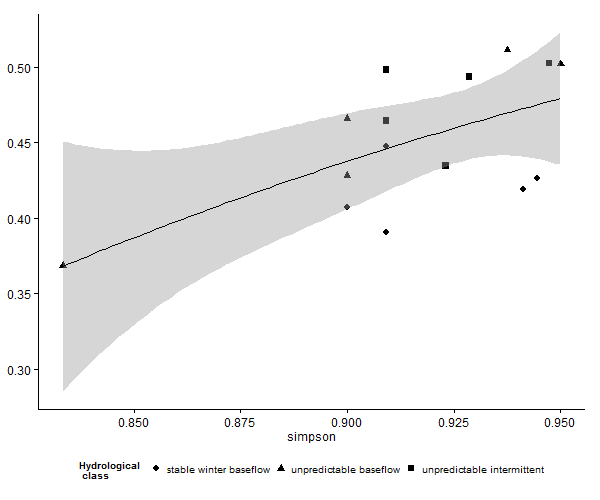 0.50
0.45
0.40
0.35
0.30
0.850 0.875 0.900 0.925 0.950
simpson
Hydrological
class
stable winter baseflow unpredictable baseflow unpredictable intermittent